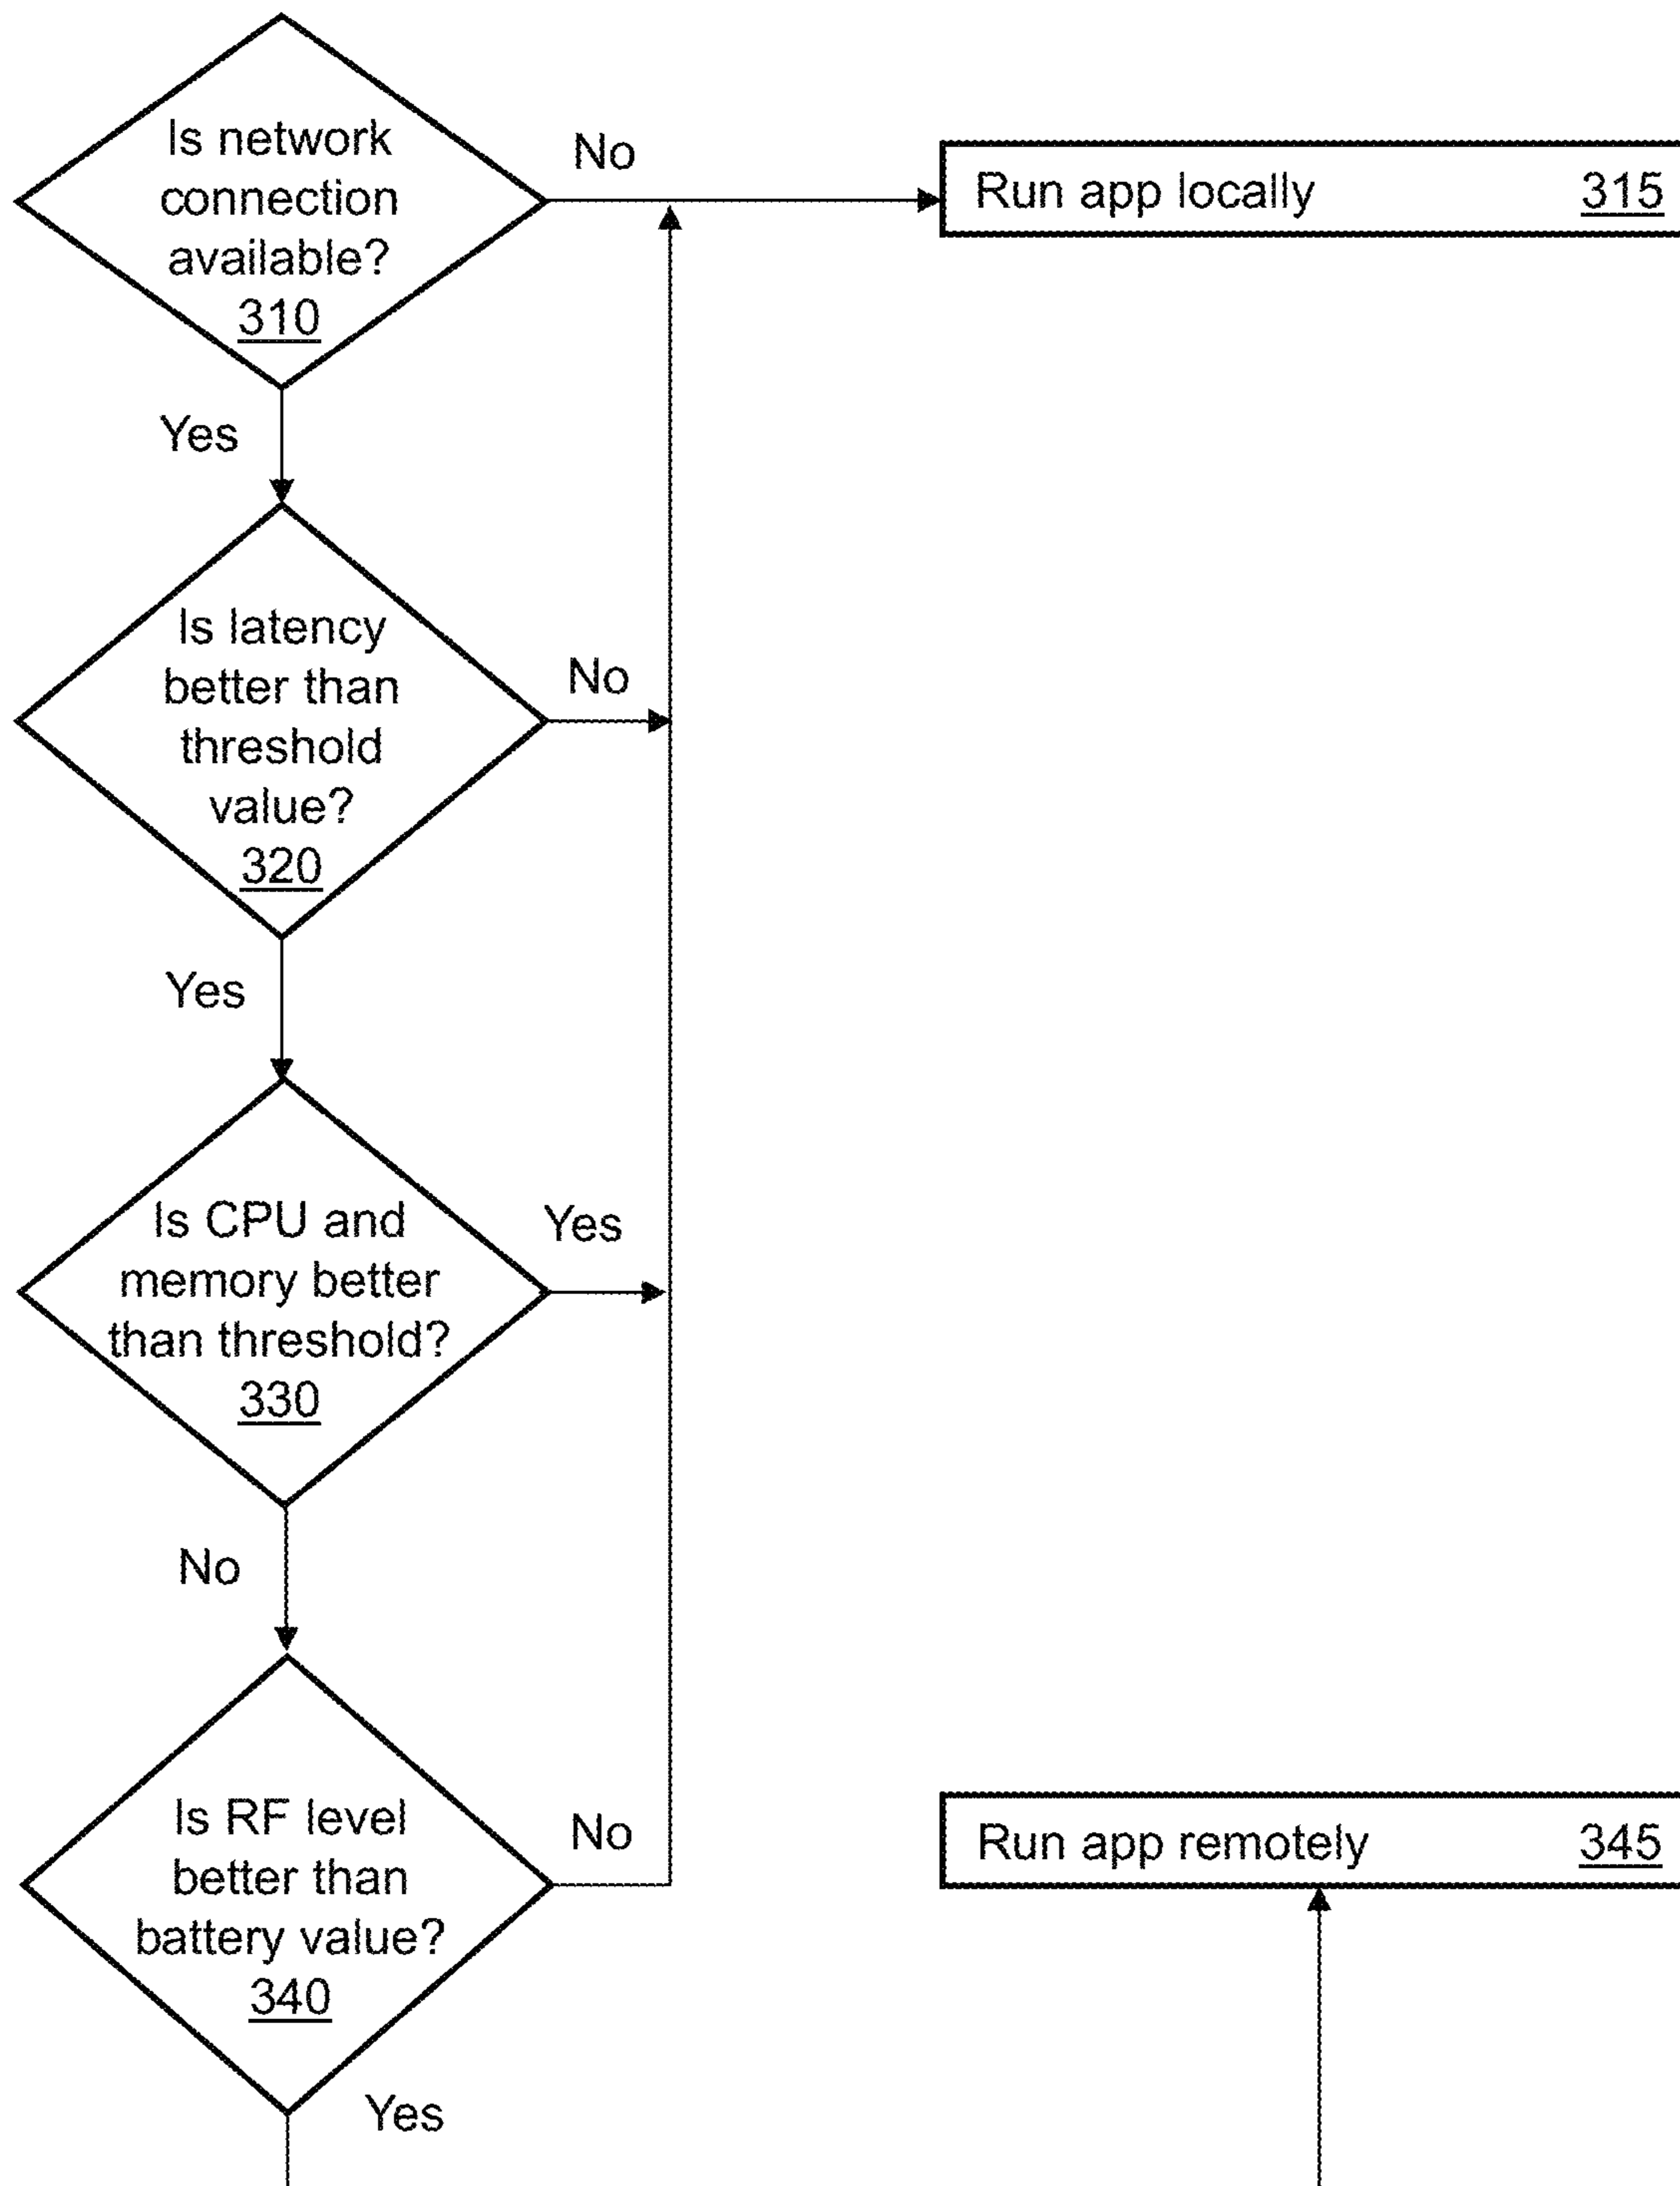 Is network
connection
available?
310
No
Run app locally 315
Yes
Is latency
better than
threshold
value?
320
No
Yes
Is CPU and
memory better
than threshold?
330
Yes
No
Is RF level
better than
battery value?
340
No
Run app remotely 345
Yes